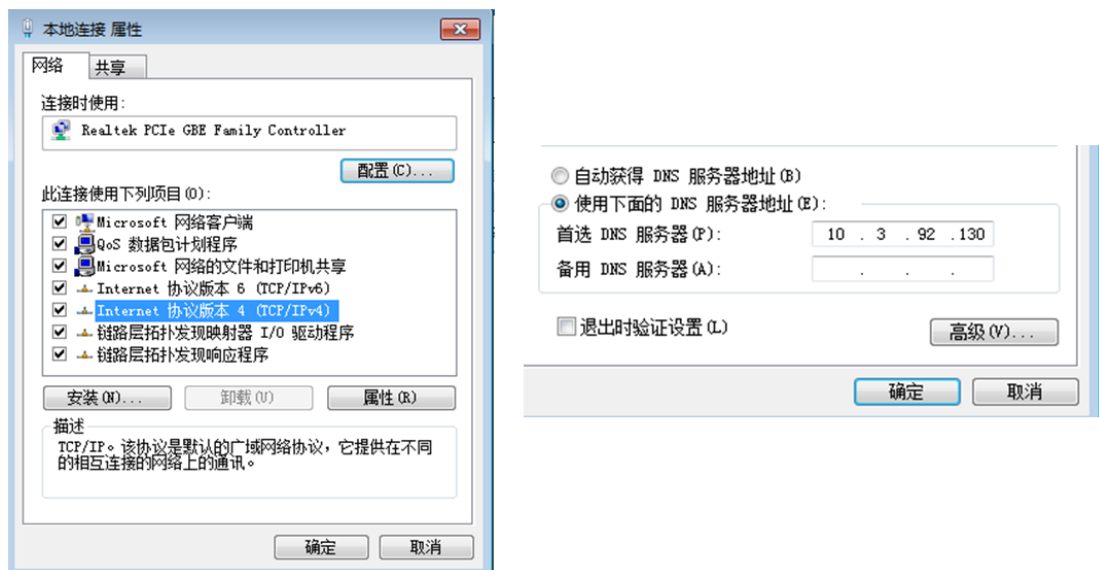 本地连接 属性
网络
共享
连接时使用:
Realtek PCIe GBE Family Controller
配置(C)...
此连接使用下列项目(O):
Microsoft 网络客户端
QoS 数据包计划程序
Microsoft 网络的文件和打印机共享
Internet 协议版本 6 (TCP/IPv6)
Internet 协议版本 4 (TCP/IPv4)
链路层拓扑发现映射器 I/O 驱动程序
链路层拓扑发现响应程序
安装(N)... 卸载(U) 属性(R)
描述
TCP/IP。该协议是默认的广域网络协议，它提供在不同
的相互连接的网络上的通讯。
确定 取消
自动获得 DNS 服务器地址(B)
使用下面的 DNS 服务器地址(E):
首选 DNS 服务器(P): 10 . 3 . 92 .130
备用 DNS 服务器(A): . . .
退出时验证设置(L)
高级(V)...
确定 取消